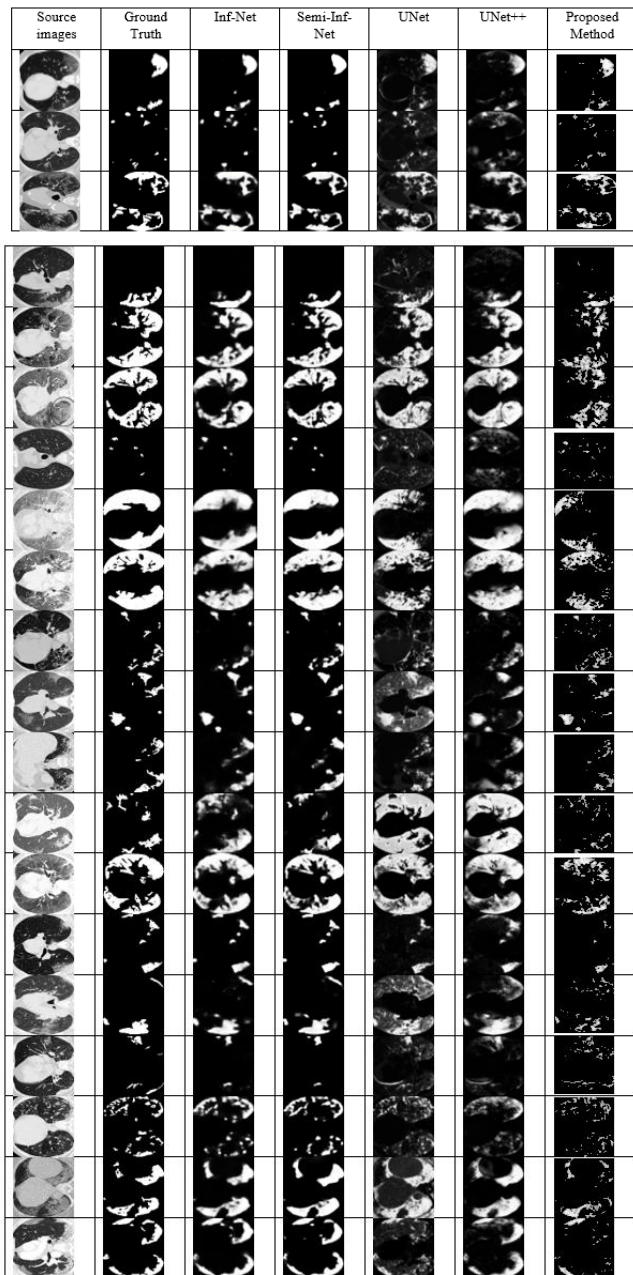 Source
images
Ground
Truth
Inf-Net
Semi-Inf-
Net
UNet
UNet++
Proposed
Method